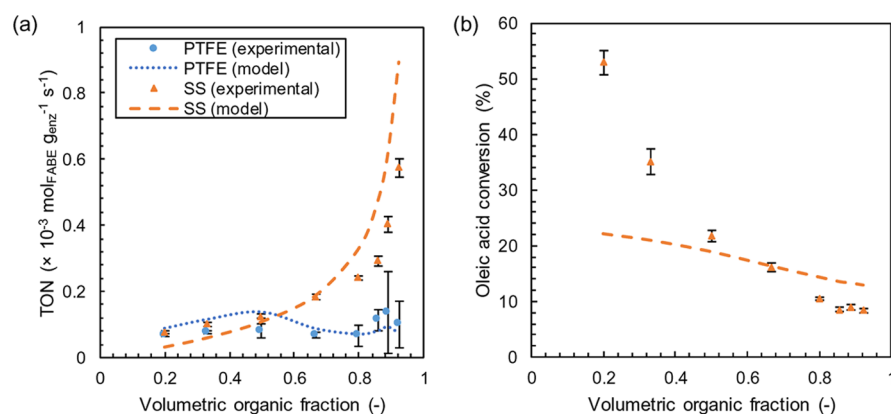 (a)
1
0.8
0.6
0.4
0.2
0
TON (× 10⁻³ mol_FABE g_enz⁻¹ s⁻¹)
PTFE (experimental)
PTFE (model)
SS (experimental)
SS (model)
0 0.2 0.4 0.6 0.8 1
Volumetric organic fraction (-)
(b)
60
50
40
30
20
10
0
Oleic acid conversion (%)
0 0.2 0.4 0.6 0.8 1
Volumetric organic fraction (-)